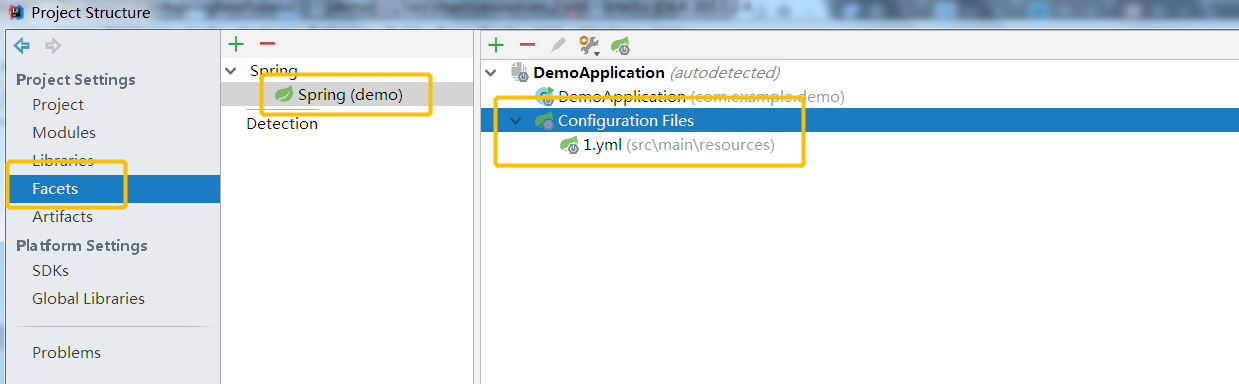 Project Structure
Project Settings
Project
Modules
Libraries
Facets
Artifacts
Platform Settings
SDKs
Global Libraries
Problems
Spring
Spring (demo)
Detection
DemoApplication (autodetected)
DemoApplication (com.example.demo)
Configuration Files
1.yml (src\main\resources)